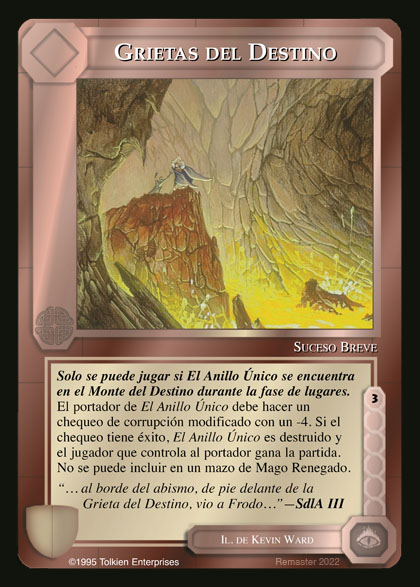 Grietas del Destino
Suceso Breve
Solo se puede jugar si El Anillo Único se encuentra
en el Monte del Destino durante la fase de lugares.
El portador de El Anillo Único debe hacer un
chequeo de corrupción modificado con un -4. Si el
chequeo tiene éxito, El Anillo Único es destruido y
el jugador que controla al portador gana la partida.
No se puede incluir en un mazo de Mago Renegado.
“… al borde del abismo, de pie delante de la
Grieta del Destino, vio a Frodo…”—SdlA III
3
Il. de Kevin Ward
©1995 Tolkien Enterprises
Remaster 2022